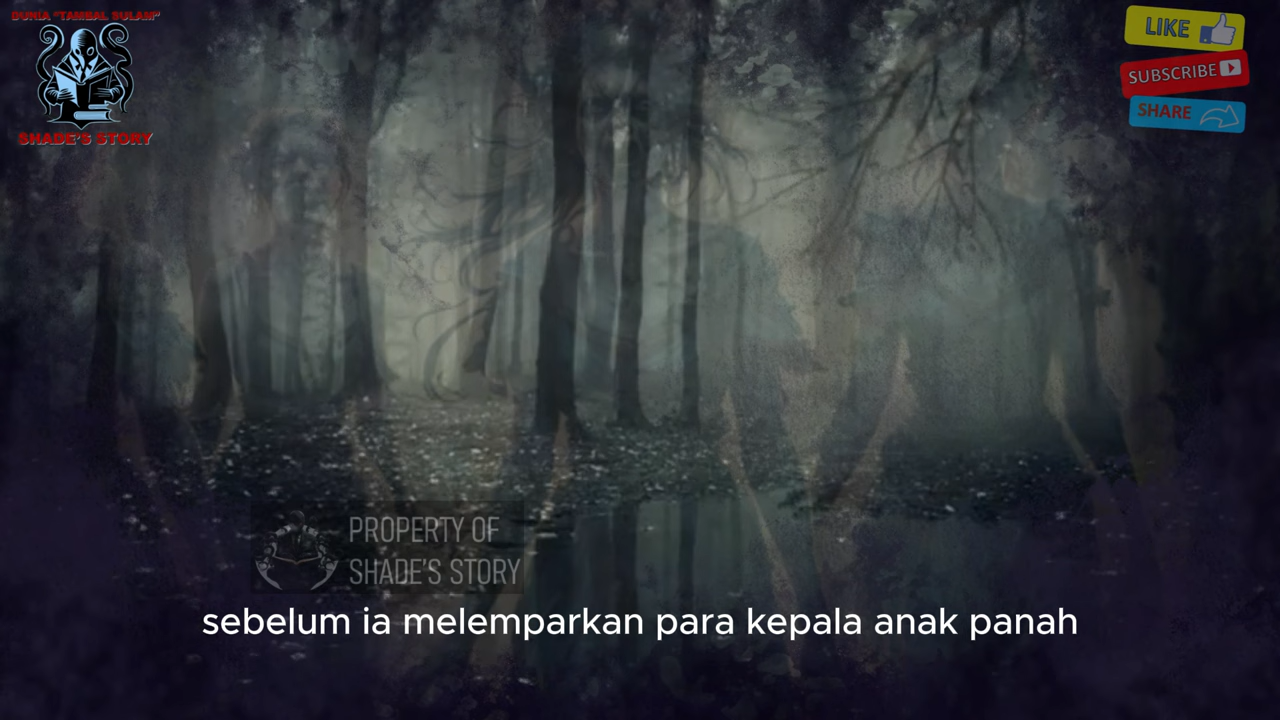 DUNIA "TAMBAL SULAM"
SHADE'S STORY
LIKE
SUBSCRIBE
SHARE
PROPERTY OF
SHADE'S STORY
sebelum ia melemparkan para kepala anak panah